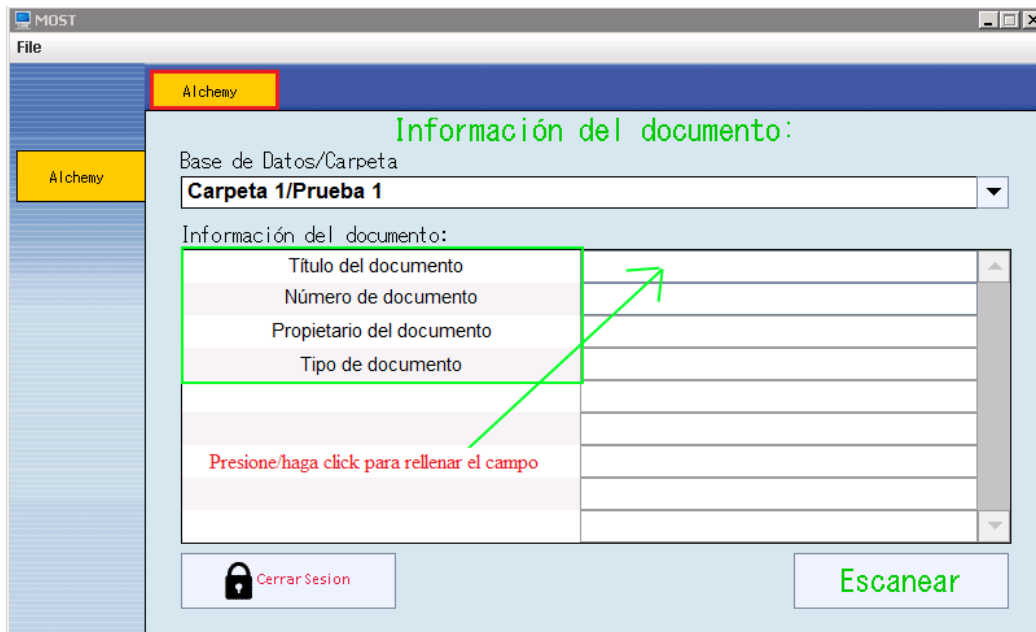 MOST
File
Alchemy
Alchemy
Información del documento:
Base de Datos/Carpeta
Carpeta 1/Prueba 1
Información del documento:
Título del documento
Número de documento
Propietario del documento
Tipo de documento
Presione/haga click para rellenar el campo
Cerrar Sesion
Escanear